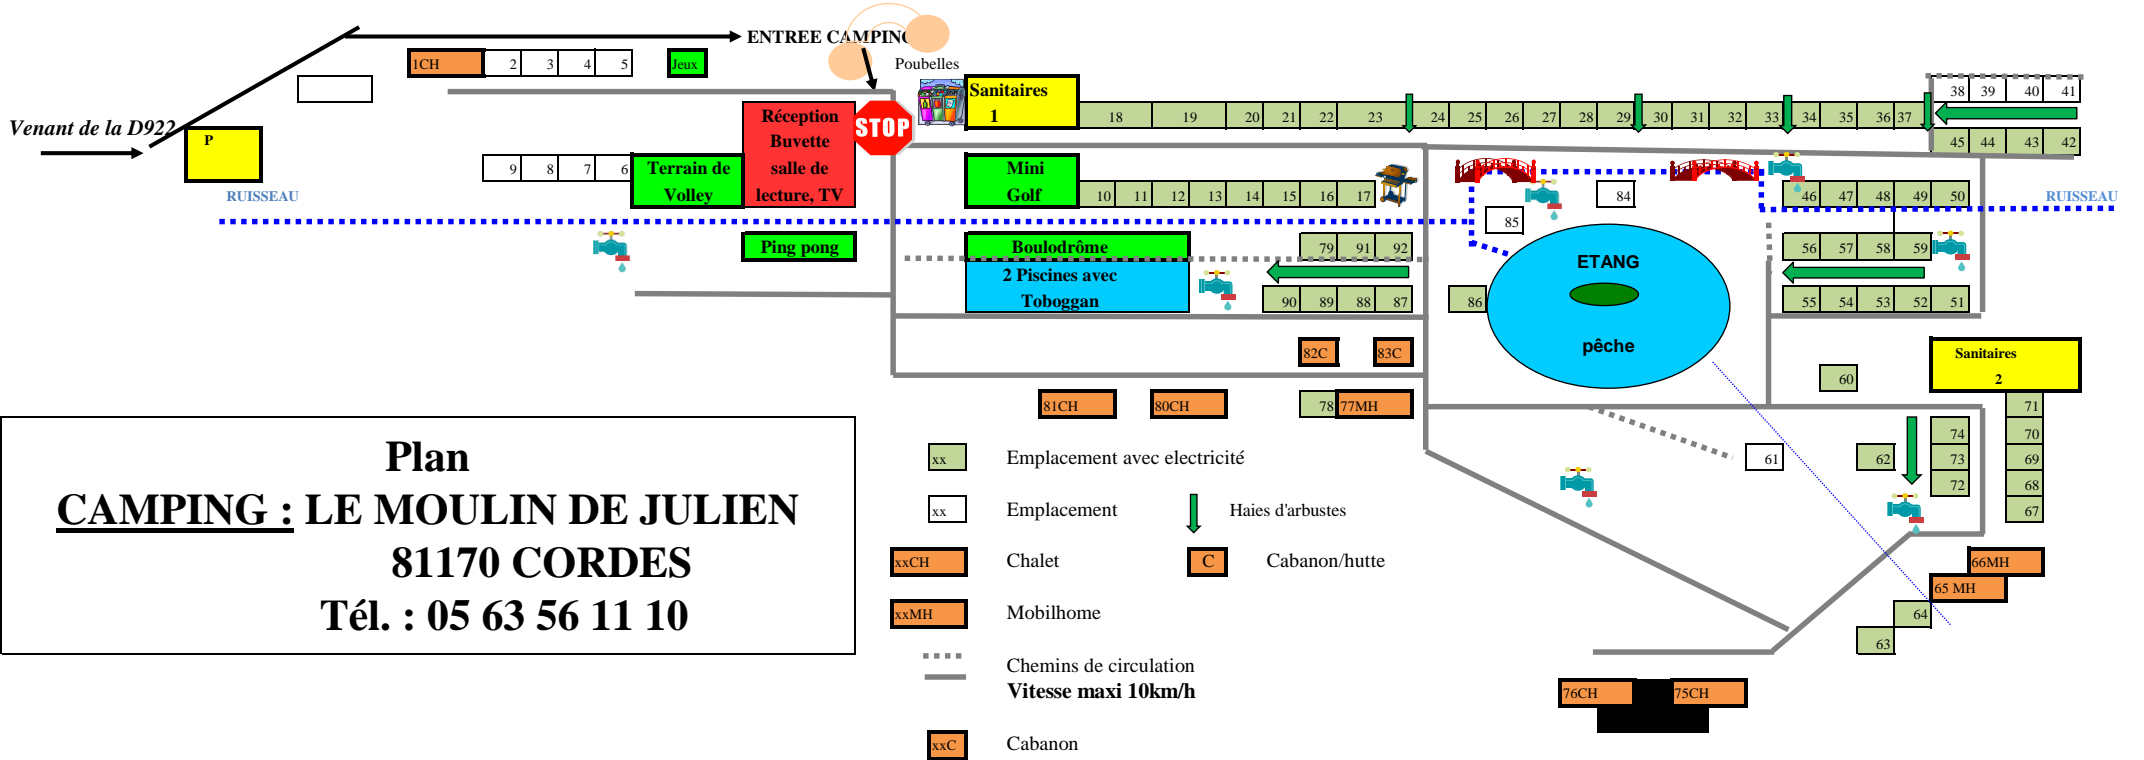 ENTREE CAMPING
1CH 2 3 4 5 Jeux
Poubelles
Venant de la D922
P
Sanitaires
1
Réception
Buvette
salle de
lecture, TV
STOP
18 19 20 21 22 23 24 25 26 27 28 29 30 31 32 33 34 35 36 37
38 39 40 41
45 44 43 42
9 8 7 6
Terrain de
Volley
Mini
Golf
10 11 12 13 14 15 16 17
84
46 47 48 49 50
RUISSEAU
RUISSEAU
85
Ping pong
Boulodrôme
79 91 92
56 57 58 59
2 Piscines avec
Toboggan
90 89 88 87
86
ETANG
pêche
55 54 53 52 51
82C 83C
60
Sanitaires
2
81CH 80CH 78 77MH
71
74 70
61 62 73 69
72 68
67
66MH
65 MH
64
63
76CH 75CH
Plan
CAMPING : LE MOULIN DE JULIEN
81170 CORDES
Tél. : 05 63 56 11 10
xx Emplacement avec electricité
xx Emplacement
Haies d'arbustes
xxCH Chalet
C Cabanon/hutte
xxMH Mobilhome
Chemins de circulation
Vitesse maxi 10km/h
xxC Cabanon